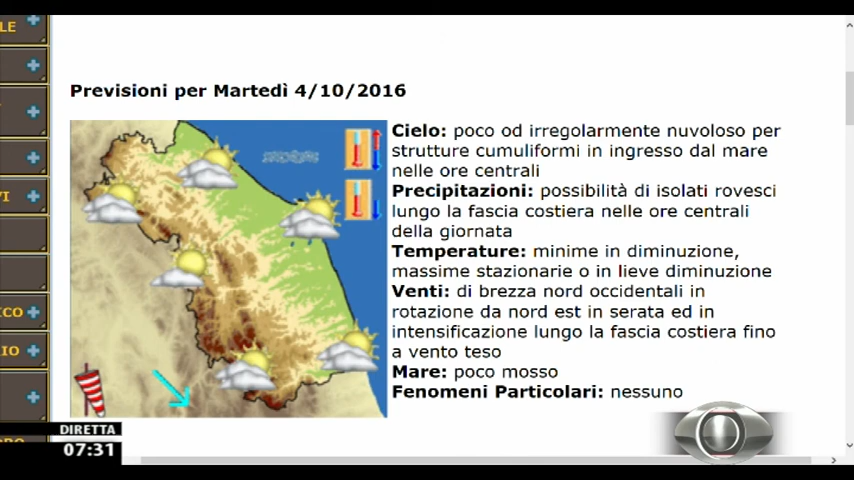 LE
Previsioni per Martedì 4/10/2016
Cielo: poco od irregolarmente nuvoloso per
strutture cumuliformi in ingresso dal mare
nelle ore centrali
Precipitazioni: possibilità di isolati rovesci
lungo la fascia costiera nelle ore centrali
della giornata
Temperature: minime in diminuzione,
massime stazionarie o in lieve diminuzione
Venti: di brezza nord occidentali in
rotazione da nord est in serata ed in
intensificazione lungo la fascia costiera fino
a vento teso
Mare: poco mosso
Fenomeni Particolari: nessuno
VI
ICO
IO
DIRETTA
07:31